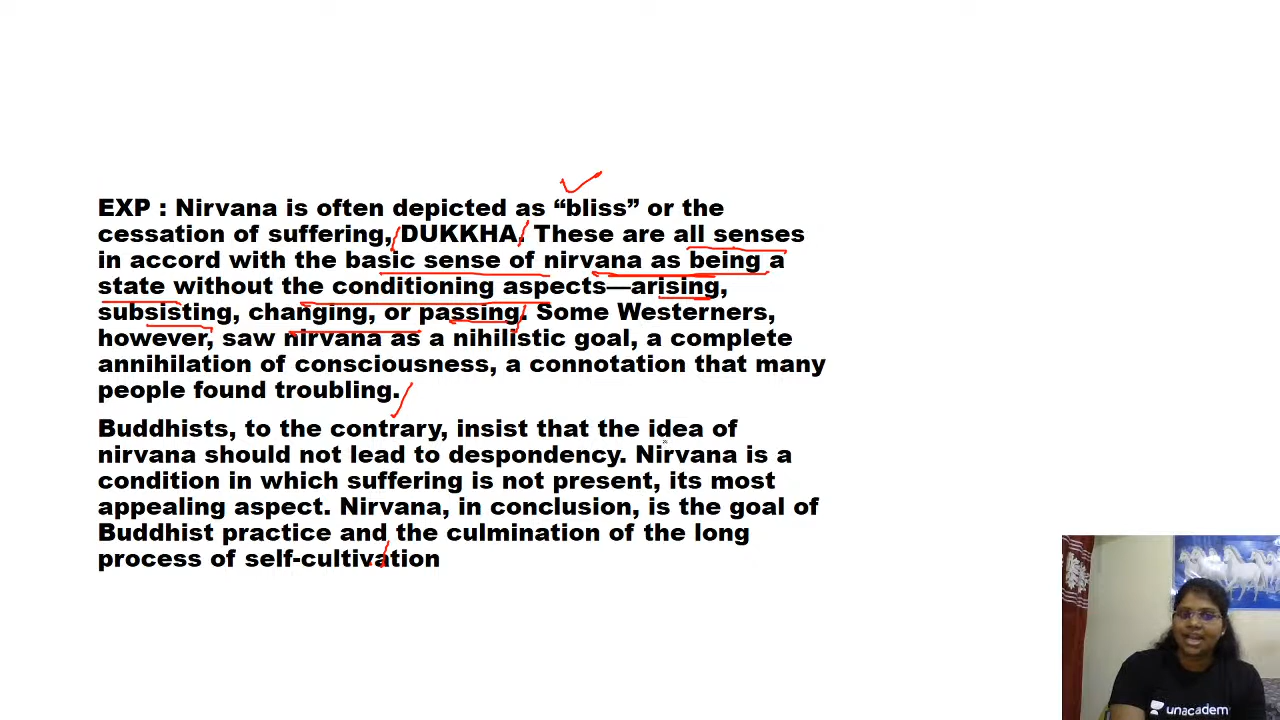 EXP : Nirvana is often depicted as “bliss” or the
cessation of suffering, DUKKHA. These are all senses
in accord with the basic sense of nirvana as being a
state without the conditioning aspects—arising,
subsisting, changing, or passing. Some Westerners,
however, saw nirvana as a nihilistic goal, a complete
annihilation of consciousness, a connotation that many
people found troubling.
Buddhists, to the contrary, insist that the idea of
nirvana should not lead to despondency. Nirvana is a
condition in which suffering is not present, its most
appealing aspect. Nirvana, in conclusion, is the goal of
Buddhist practice and the culmination of the long
process of self-cultivation
unacademy